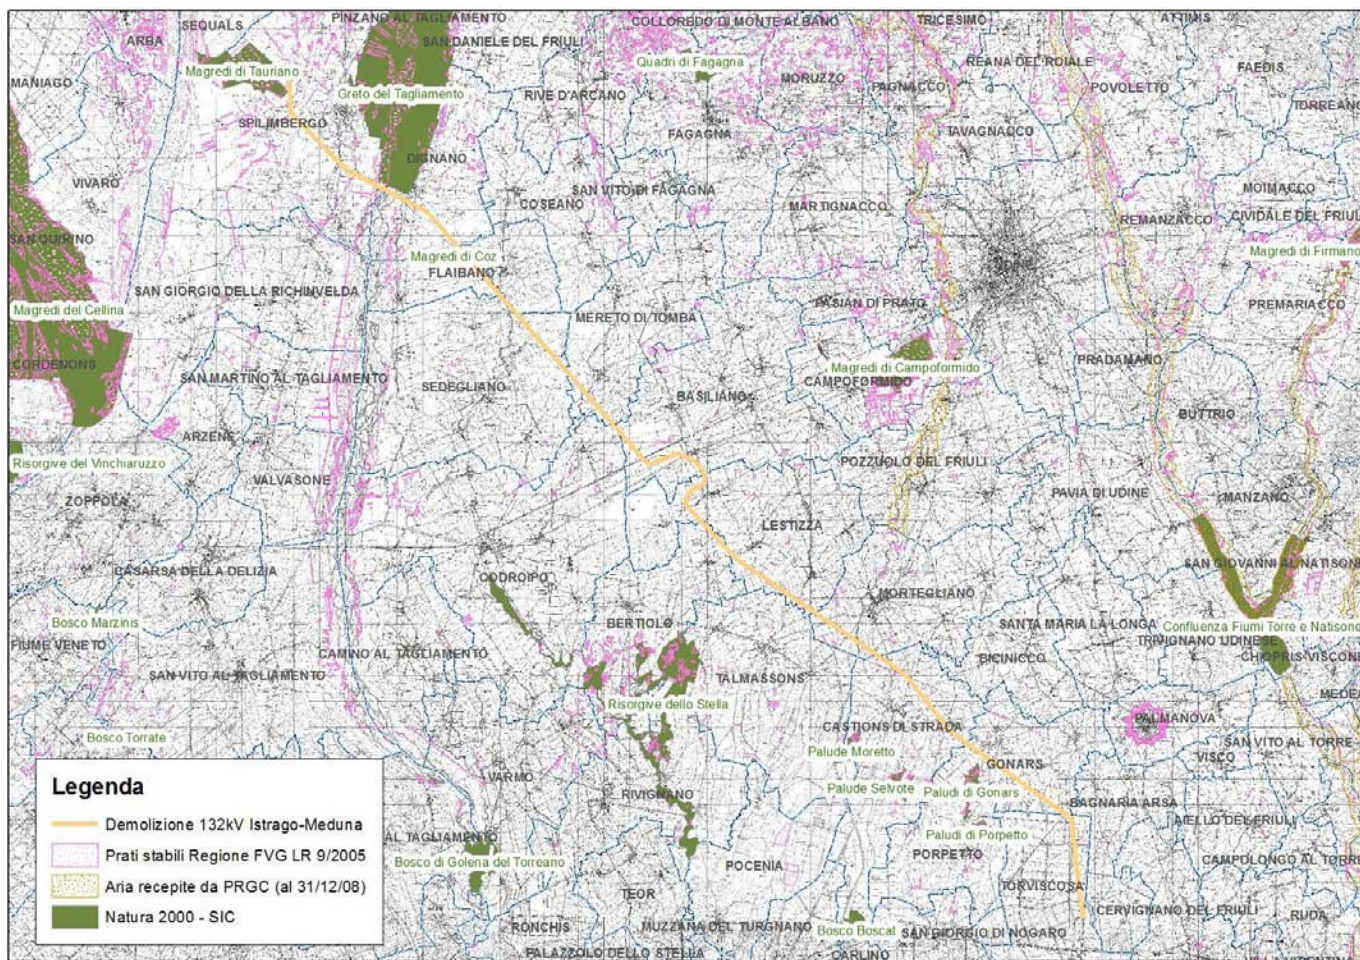 SEQUALS
PINZANO AL TAGLIAMENTO
COLLOREDO DI MONTE ALBANO
TRICESIMO
ATTIMIS
ARBA
SAN DANIELE DEL FRIULI
REANA DEL ROIALE
Quadri di Fagagna
FAEDIS
Magredi di Tauriano
MORUZZO
MANIAGO
Greto del Tagliamento
RIVE D'ARCANO
PAGNACCO
POVOLETTO
TORREANO
SPILIMBERGO
FAGAGNA
TAVAGNACCO
DIGNANO
VIVARO
SAN VITO DI FAGAGNA
MOIMACCO
COSEANO
MARTIGNACCO
REMANZACCO
CIVIDALE DEL FRIUL
SAN QUIRINO
Magredi di Coz
Magredi di Firmano
FLAIBANO
SAN GIORGIO DELLA RICHINVELDA
PASIAN DI PRATO
PREMARIACCO
Magredi del Cellina
MERETO DI TOMBA
CORDENONS
PRADAMANO
Magredi di Campoformido
SAN MARTINO AL TAGLIAMENTO
SEDEGLIANO
CAMPOFORMIDO
BASILIANO
BUTTRIO
ARZENE
Risorgive del Vinchiaruzzo
POZZUOLO DEL FRIULI
VALVASONE
ZOPPOLA
PAVIA DI UDINE
MANZANO
LESTIZZA
SAN GIOVANNI AL NATISONE
CASARSA DELLA DELIZIA
CODROIPO
MORTEGLIANO
Bosco Marzinis
BERTIOLO
SANTA MARIA LA LONGA
Confluenza Fiumi Torre e Natisone
FIUME VENETO
TRIVIGNANO UDINESE
CAMINO AL TAGLIAMENTO
BICINICCO
CHIOPRIS-VISCONE
SAN VITO AL TAGLIAMENTO
TALMASSONS
MEDEA
Risorgive dello Stella
PALMANOVA
CASTIONS DI STRADA
Bosco Torrate
SAN VITO AL TORRE
Palude Moretto
VISCO
GONARS
VARMO
Palude Selvote
Paludi di Gonars
RIVIGNANO
BAGNARIA ARSA
AIELLO DEL FRIULI
AL TAGLIAMENTO
Paludi di Porpetto
PORPETTO
Bosco di Golena del Torreano
POCENIA
CAMPOLONGO AL TORRE
TEOR
TORVISCOSA
CERVIGNANO DEL FRIULI
RUDA
RONCHIS
MUZZANA DEL TURGNANO
Bosco Boscat
SAN GIORGIO DI NOGARO
PALAZZOLO DELLO STELLA
CARLINO
Legenda
Demolizione 132kV Istrago-Meduna
Prati stabili Regione FVG LR 9/2005
Aria recepite da PRGC (al 31/12/08)
Natura 2000 - SIC